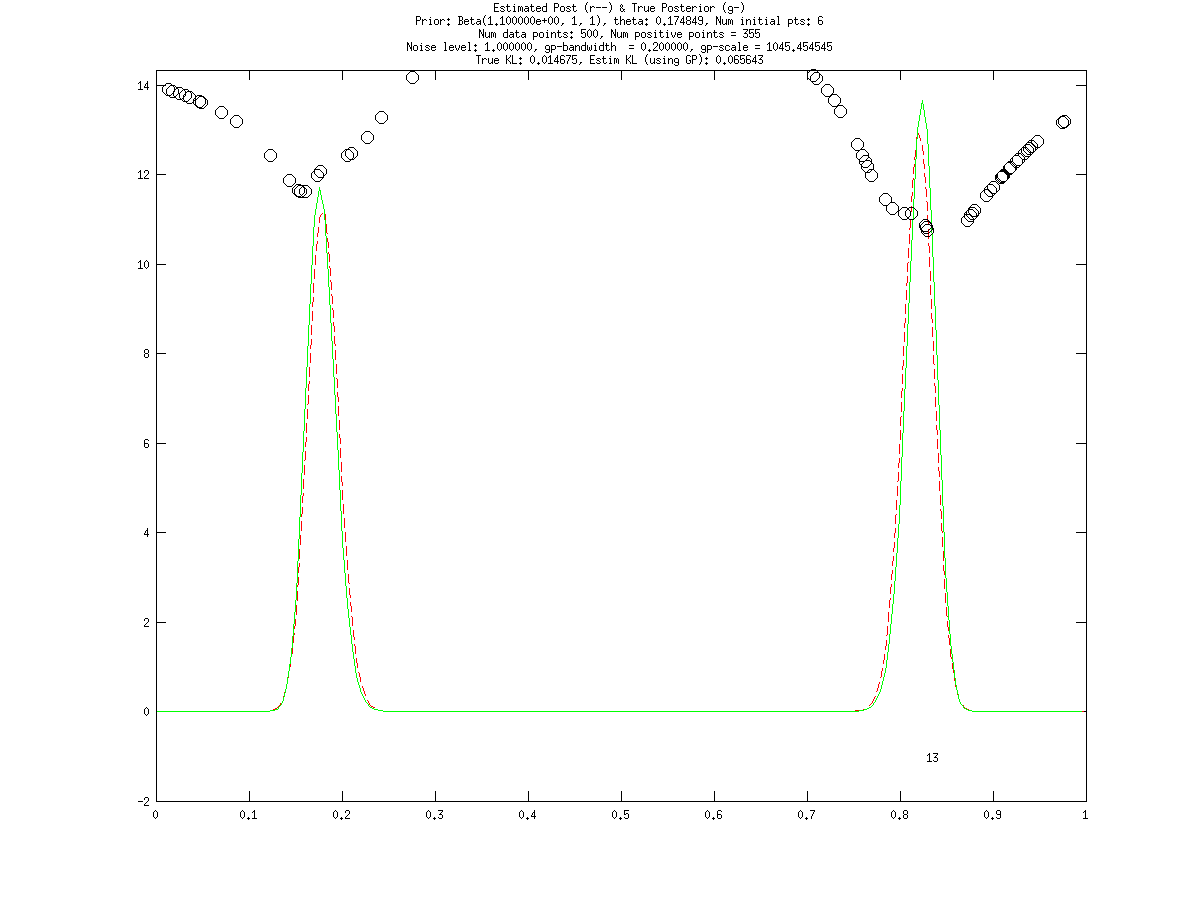 Estimated Post (r--) & True Posterior (g-)
Prior: Beta(1.100000e+00, 1, 1), theta: 0.174849, Num initial pts: 6
Num data points: 500, Num positive points = 355
Noise level: 1.000000, gp-bandwidth  = 0.200000, gp-scale = 1045.454545
True KL: 0.014675, Estim KL (using GP): 0.065643
14
12
10
8
6
4
2
0
13
-2
0 0.1 0.2 0.3 0.4 0.5 0.6 0.7 0.8 0.9 1